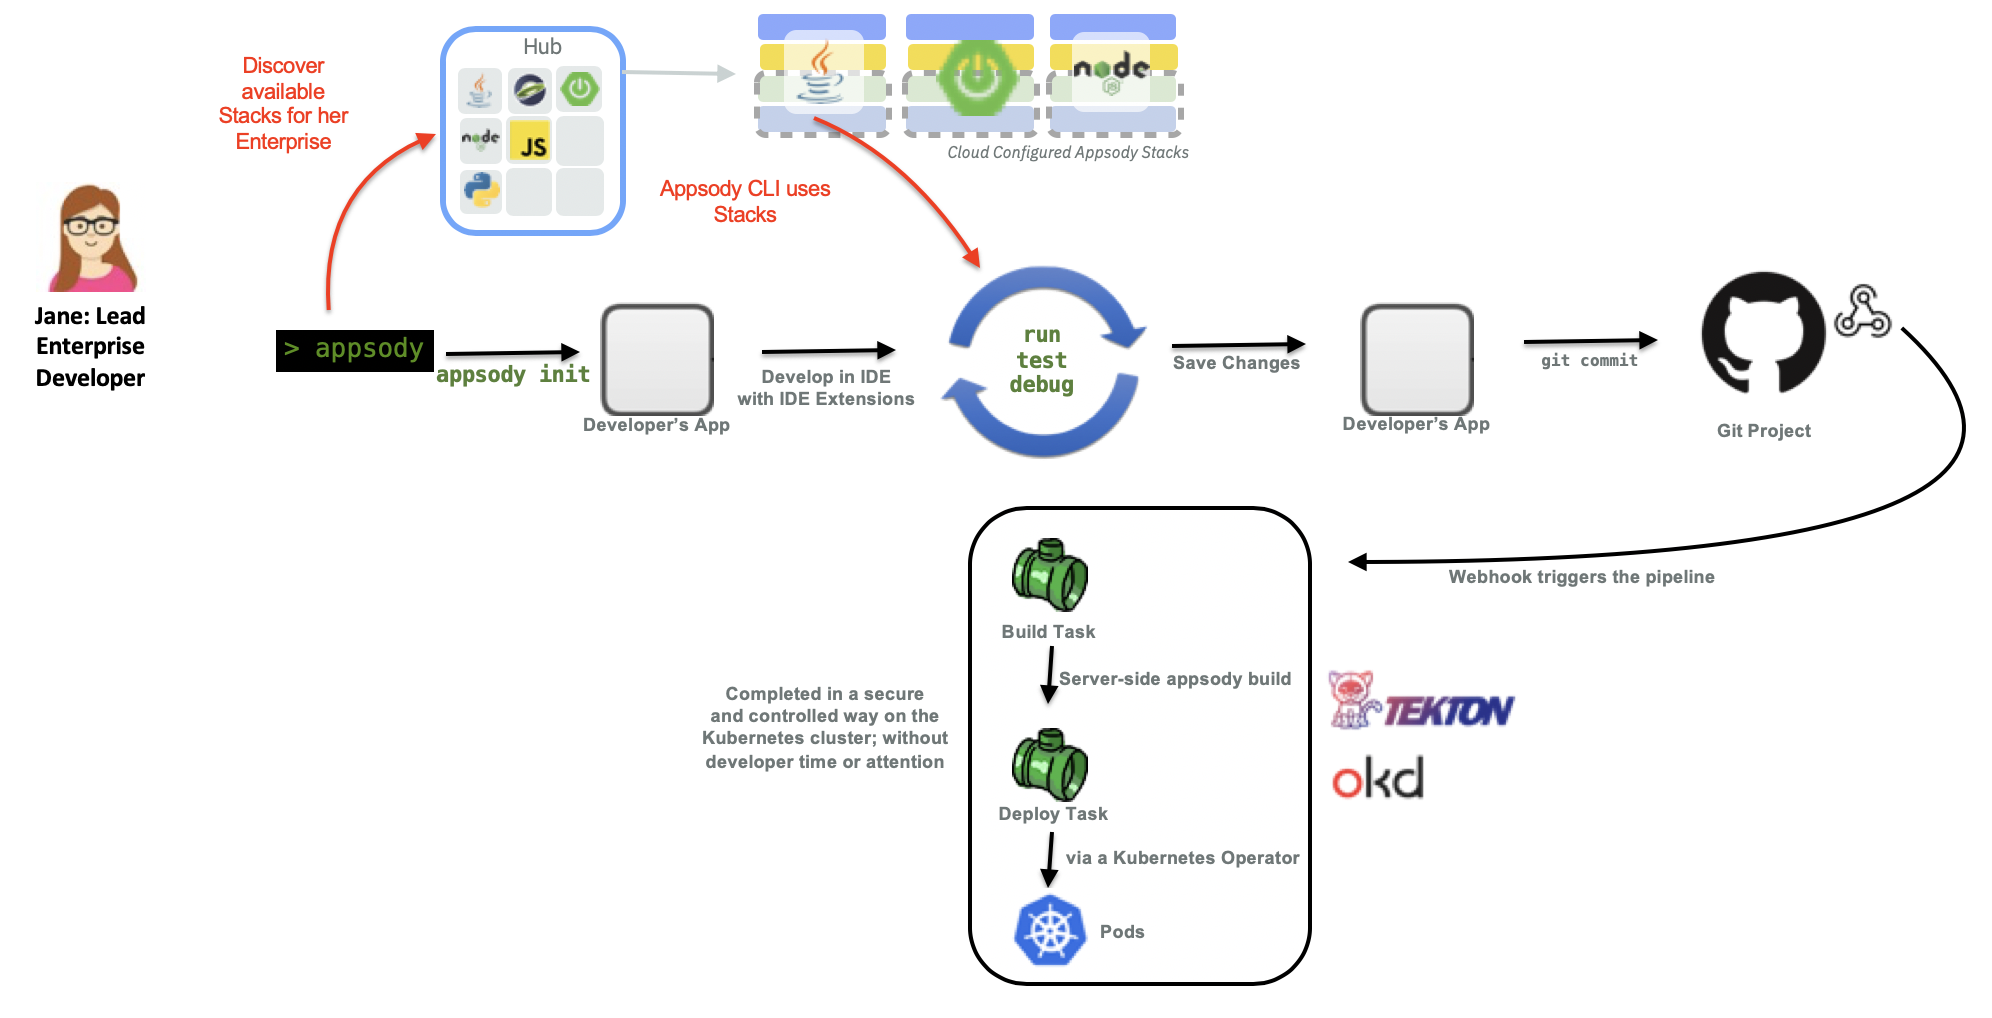 Hub
Discover
available
Stacks for her
Enterprise
node
JS
JS
node
JS
Cloud Configured Appsody Stacks
Appsody CLI uses
Stacks
Jane: Lead
Enterprise
Developer
> appsody
appsody init
Developer's App
Develop in IDE
with IDE Extensions
run
test
debug
Save Changes
Developer's App
git commit
Git Project
Webhook triggers the pipeline
Build Task
Server-side appsody build
Completed in a secure
and controlled way on the
Kubernetes cluster; without
developer time or attention
Deploy Task
via a Kubernetes Operator
Pods
TEKTON
okd